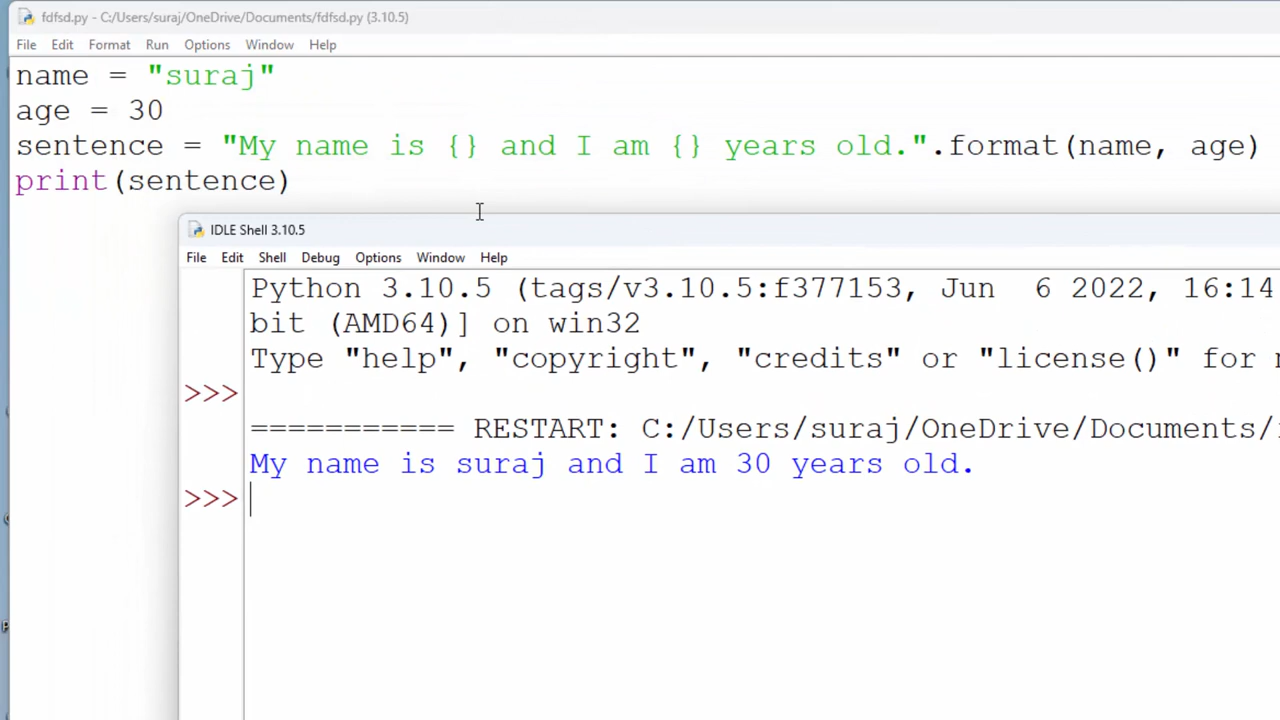 fdfsd.py - C:/Users/suraj/OneDrive/Documents/fdfsd.py (3.10.5)
File Edit Format Run Options Window Help
name = "suraj"
age = 30
sentence = "My name is {} and I am {} years old.".format(name, age)
print(sentence)
IDLE Shell 3.10.5
File Edit Shell Debug Options Window Help
Python 3.10.5 (tags/v3.10.5:f377153, Jun  6 2022, 16:14
bit (AMD64)] on win32
Type "help", "copyright", "credits" or "license()" for
>>>
=========== RESTART: C:/Users/suraj/OneDrive/Documents/
My name is suraj and I am 30 years old.
>>>